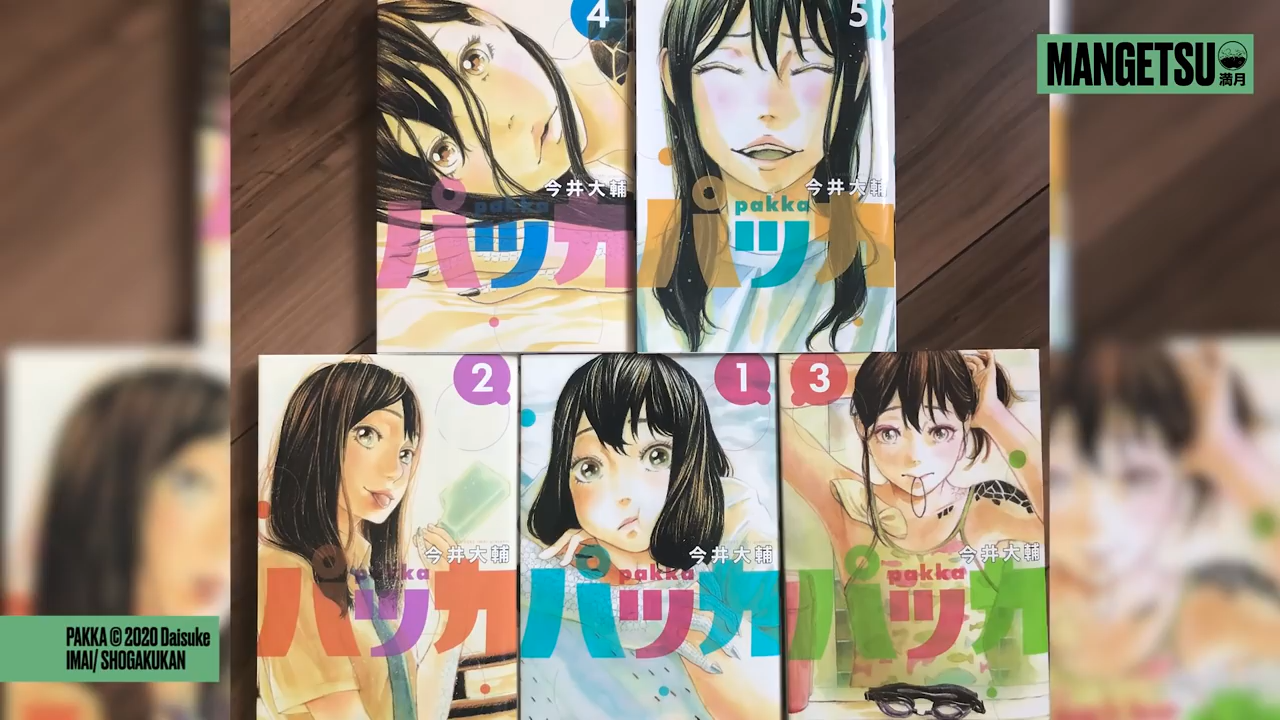 4
今井大輔
pakka
パッカ
5
今井大輔
pakka
パッカ
MANGETSU
満月
2
今井大輔
pakka
パッカ
1
今井大輔
pakka
パッカ
3
今井大輔
pakka
パッカ
PAKKA © 2020 Daisuke
IMAI/ SHOGAKUKAN